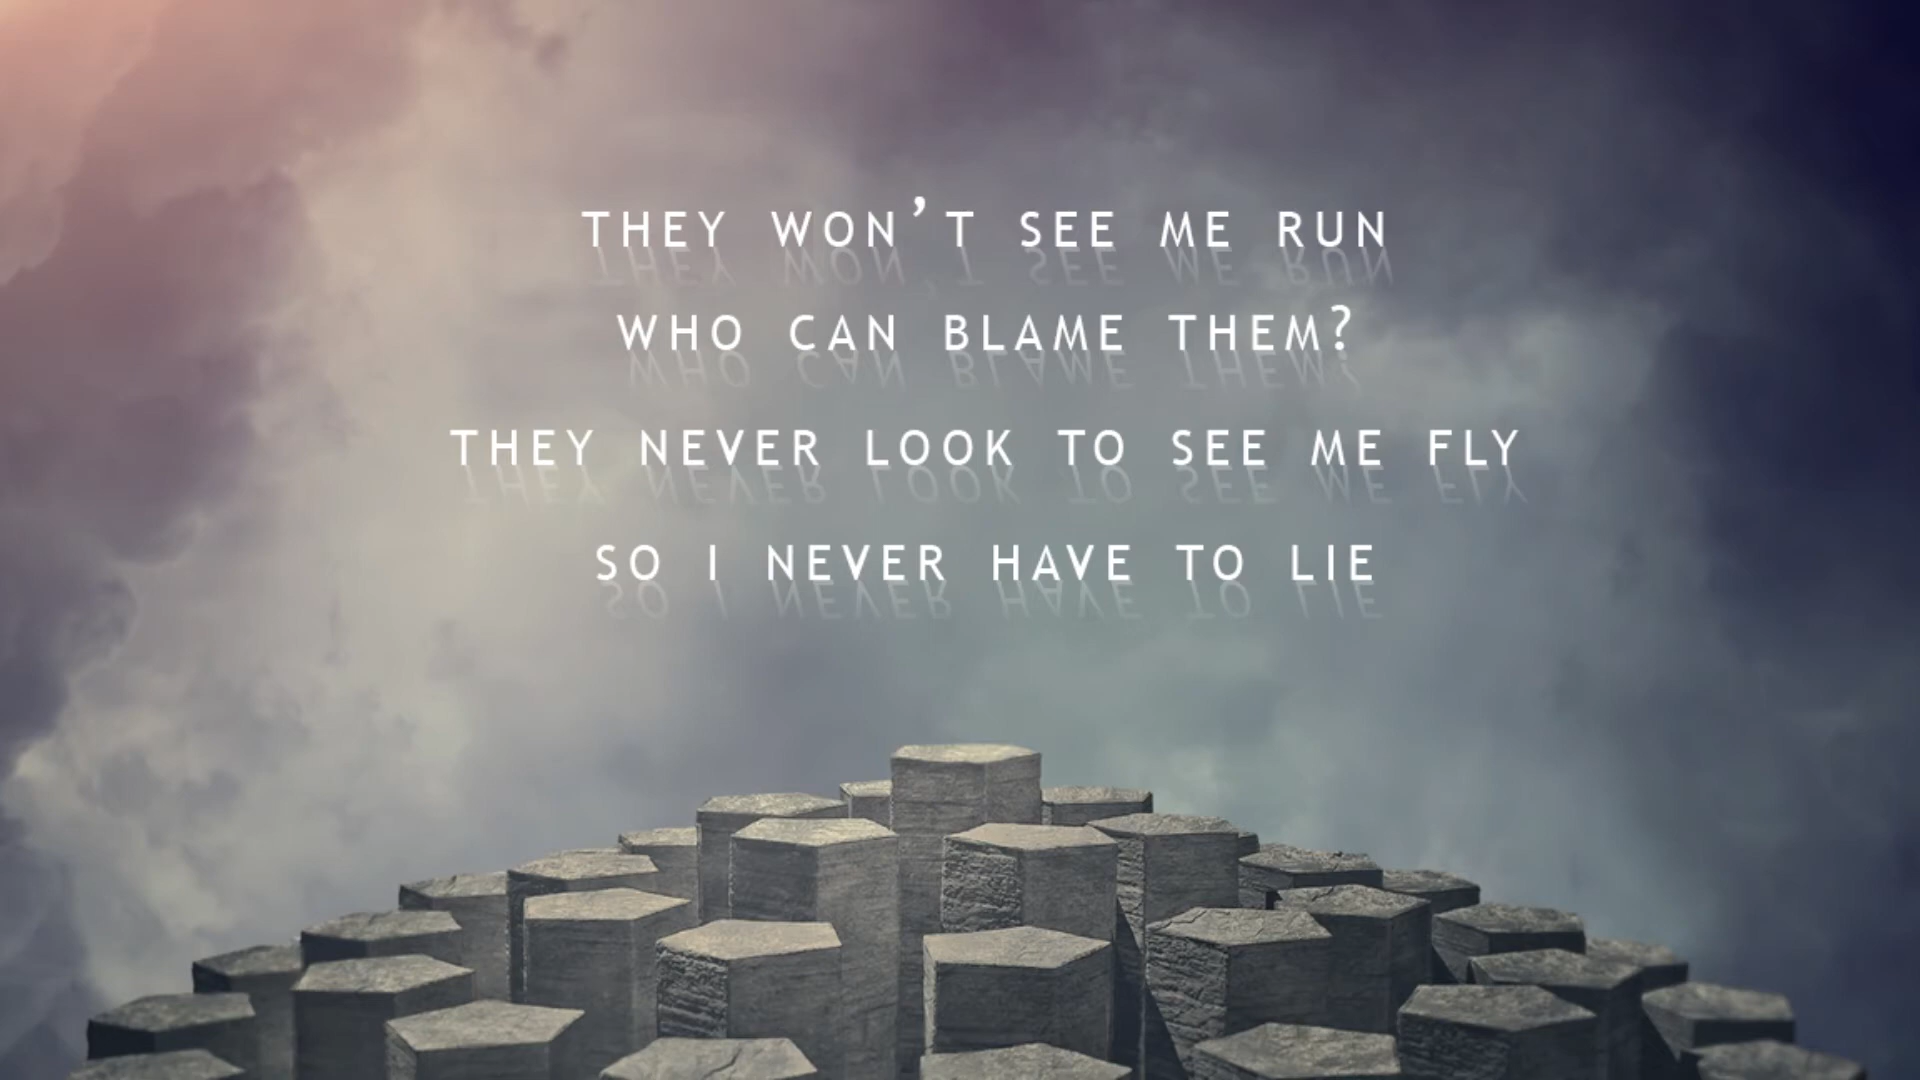 THEY WON’T SEE ME RUN
WHO CAN BLAME THEM?
THEY NEVER LOOK TO SEE ME FLY
SO I NEVER HAVE TO LIE